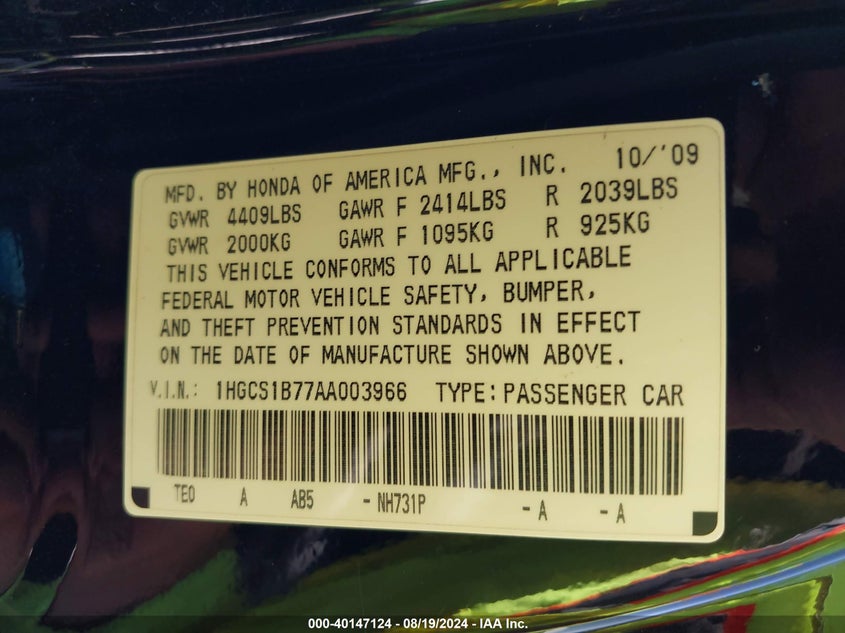 MFD. BY HONDA OF AMERICA MFG., INC. 10/'09
GVWR 4409LBS GAWR F 2414LBS R 2039LBS
GVWR 2000KG GAWR F 1095KG R 925KG
THIS VEHICLE CONFORMS TO ALL APPLICABLE
FEDERAL MOTOR VEHICLE SAFETY, BUMPER,
AND THEFT PREVENTION STANDARDS IN EFFECT
ON THE DATE OF MANUFACTURE SHOWN ABOVE.
V.I.N.: 1HGCS1B77AA003966 TYPE: PASSENGER CAR
TE0 A AB5 - NH731P - A - A
000-40147124 - 08/19/2024 - IAA Inc.